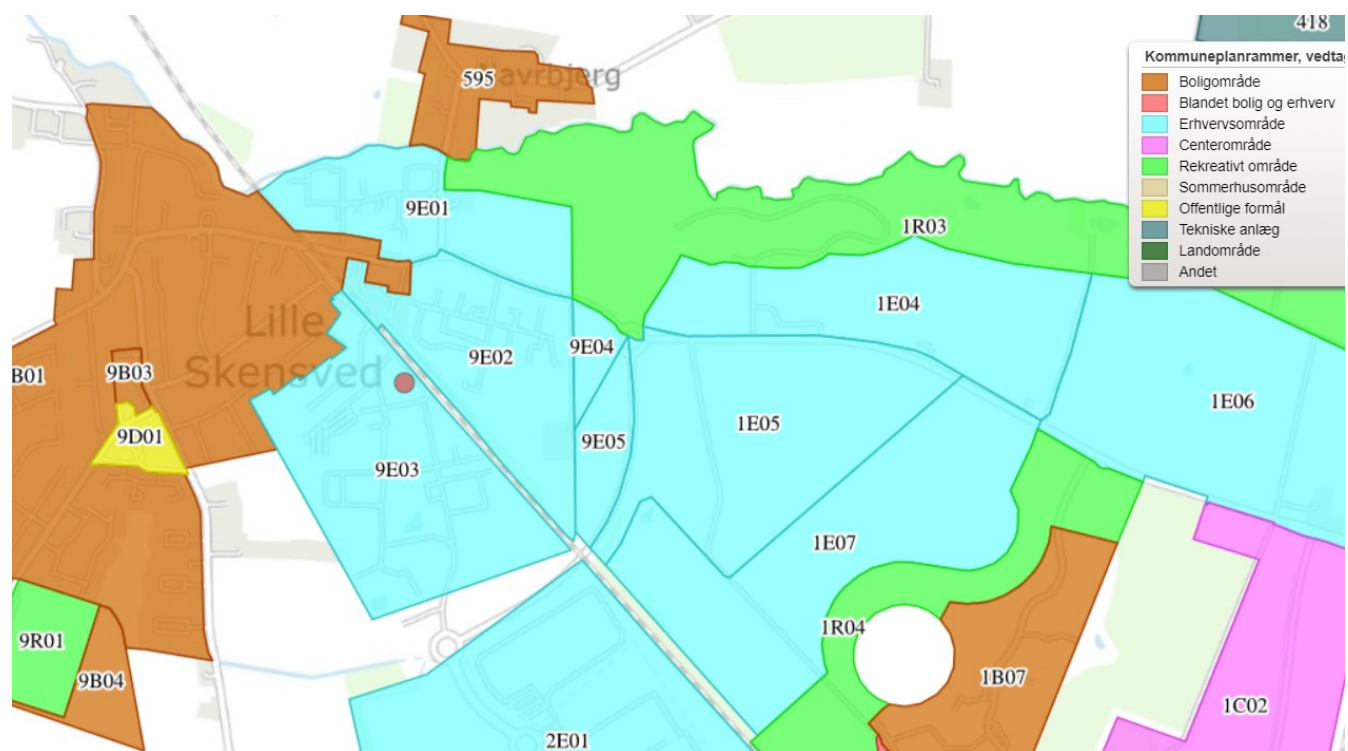 418
Kommuneplanrammer, vedtag
Boligområde
Blandet bolig og erhverv
Erhvervsområde
Centerområde
Rekreativt område
Sommerhusområde
Offentlige formål
Tekniske anlæg
Landområde
Andet
595
Havrbjerg
9E01
1R03
1E04
Lille
Skensved
9E02
9E04
B01
9B03
1E06
1E05
9D01
9E05
9E03
1E07
1R04
9R01
9B04
1B07
1C02
2E01